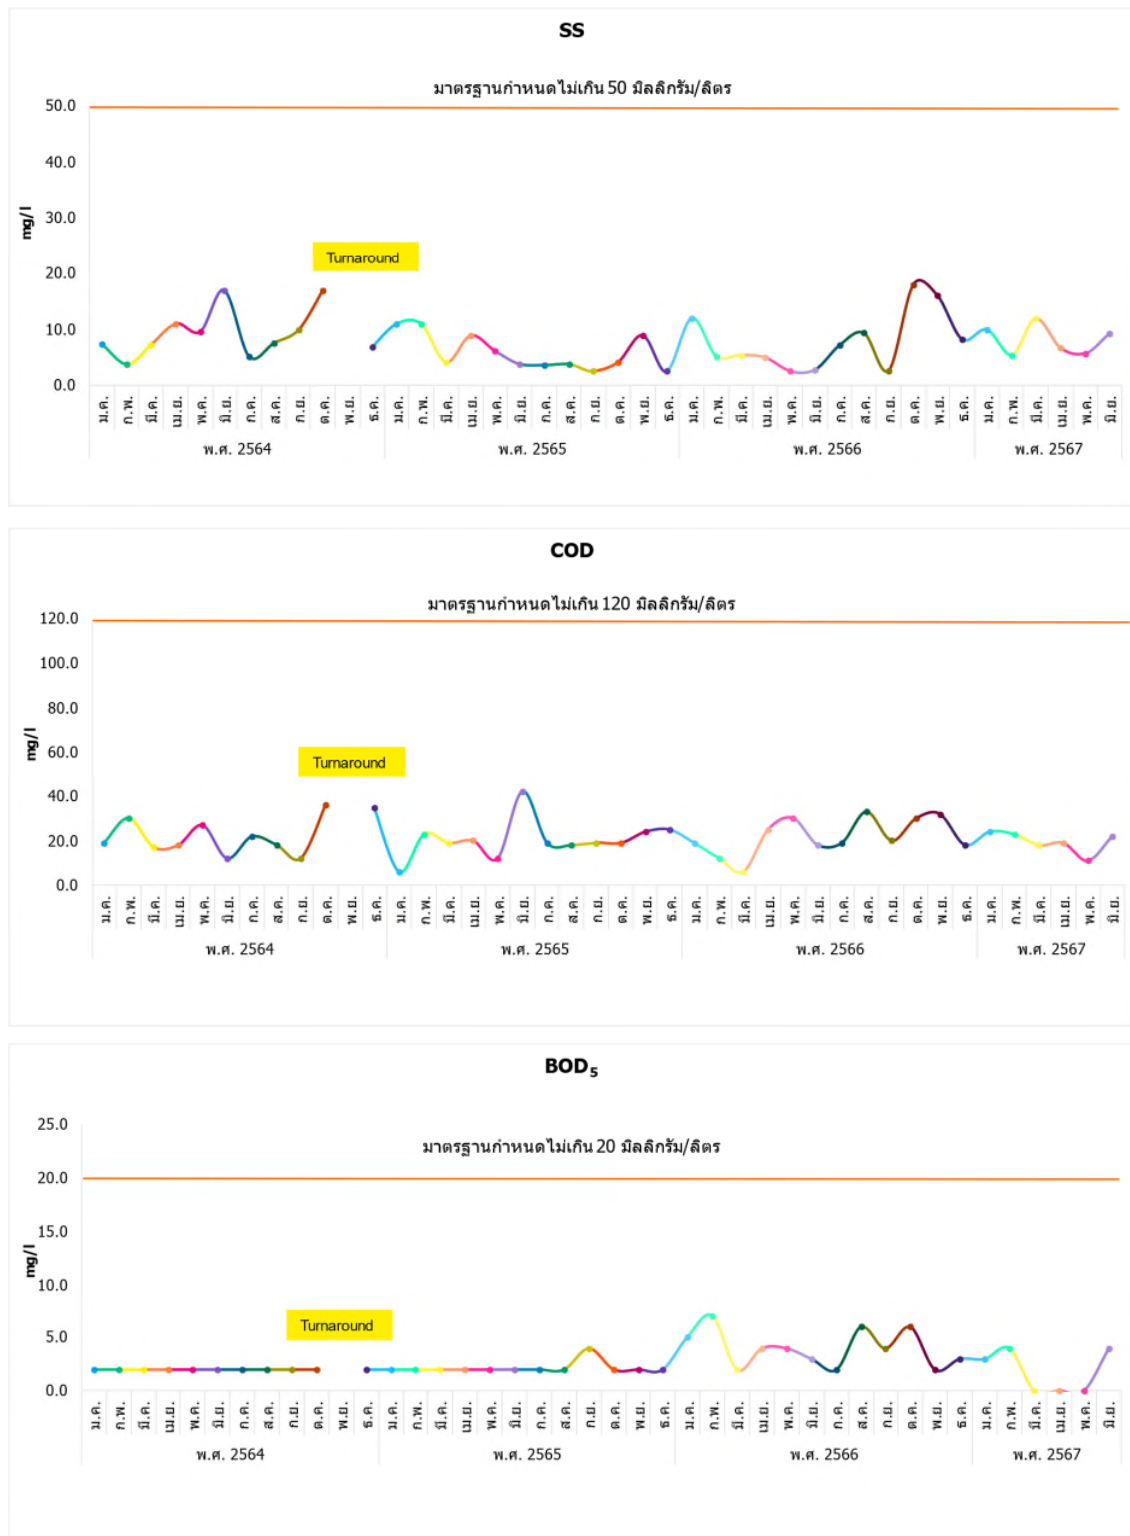 SS
มาตรฐานกำหนดไม่เกิน 50 มิลลิกรัม/ลิตร
50.0
40.0
30.0
20.0
10.0
0.0
mg/l
Turnaround
ม.ค. ก.พ. มี.ค. เม.ย. พ.ค. มิ.ย. ก.ค. ส.ค. ก.ย. ต.ค. พ.ย. ธ.ค. ม.ค. ก.พ. มี.ค. เม.ย. พ.ค. มิ.ย. ก.ค. ส.ค. ก.ย. ต.ค. พ.ย. ธ.ค. ม.ค. ก.พ. มี.ค. เม.ย. พ.ค. มิ.ย. ก.ค. ส.ค. ก.ย. ต.ค. พ.ย. ธ.ค. ม.ค. ก.พ. มี.ค. เม.ย. พ.ค. มิ.ย.
พ.ศ. 2564 พ.ศ. 2565 พ.ศ. 2566 พ.ศ. 2567
COD
มาตรฐานกำหนดไม่เกิน 120 มิลลิกรัม/ลิตร
120.0
100.0
80.0
60.0
40.0
20.0
0.0
mg/l
Turnaround
ม.ค. ก.พ. มี.ค. เม.ย. พ.ค. มิ.ย. ก.ค. ส.ค. ก.ย. ต.ค. พ.ย. ธ.ค. ม.ค. ก.พ. มี.ค. เม.ย. พ.ค. มิ.ย. ก.ค. ส.ค. ก.ย. ต.ค. พ.ย. ธ.ค. ม.ค. ก.พ. มี.ค. เม.ย. พ.ค. มิ.ย. ก.ค. ส.ค. ก.ย. ต.ค. พ.ย. ธ.ค. ม.ค. ก.พ. มี.ค. เม.ย. พ.ค. มิ.ย.
พ.ศ. 2564 พ.ศ. 2565 พ.ศ. 2566 พ.ศ. 2567
BOD₅
25.0
มาตรฐานกำหนดไม่เกิน 20 มิลลิกรัม/ลิตร
20.0
15.0
10.0
5.0
0.0
mg/l
Turnaround
ม.ค. ก.พ. มี.ค. เม.ย. พ.ค. มิ.ย. ก.ค. ส.ค. ก.ย. ต.ค. พ.ย. ธ.ค. ม.ค. ก.พ. มี.ค. เม.ย. พ.ค. มิ.ย. ก.ค. ส.ค. ก.ย. ต.ค. พ.ย. ธ.ค. ม.ค. ก.พ. มี.ค. เม.ย. พ.ค. มิ.ย. ก.ค. ส.ค. ก.ย. ต.ค. พ.ย. ธ.ค. ม.ค. ก.พ. มี.ค. เม.ย. พ.ค. มิ.ย.
พ.ศ. 2564 พ.ศ. 2565 พ.ศ. 2566 พ.ศ. 2567